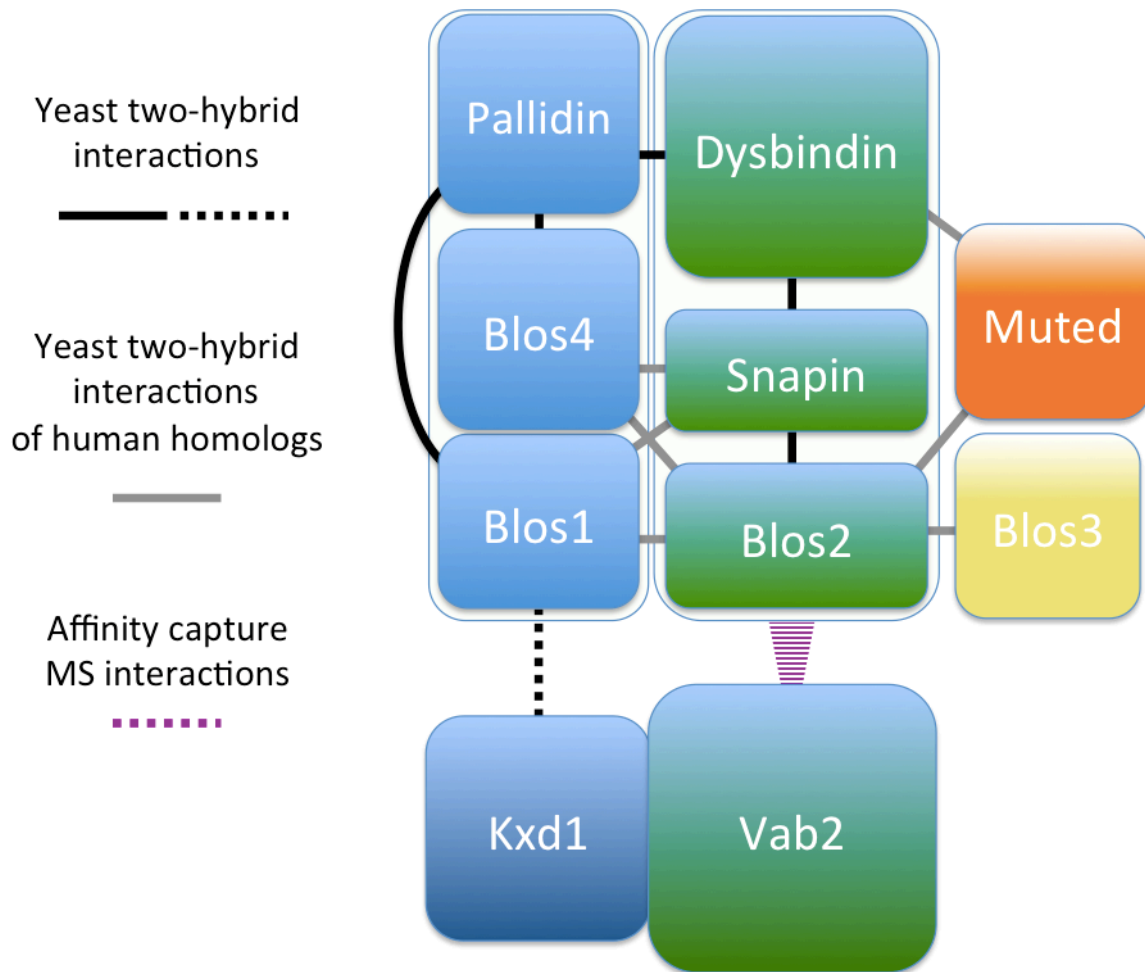 Yeast two-hybrid
interactions
Yeast two-hybrid
interactions
of human homologs
Affinity capture
MS interactions
Pallidin
Dysbindin
Blos4
Snapin
Muted
Blos1
Blos2
Blos3
Kxd1
Vab2